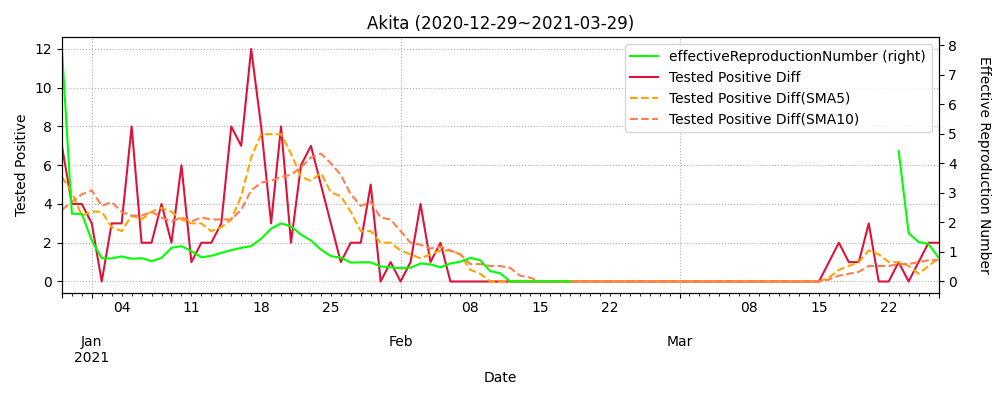 Akita (2020-12-29~2021-03-29)
effectiveReproductionNumber (right)
Tested Positive Diff
Tested Positive Diff(SMA5)
Tested Positive Diff(SMA10)
Tested Positive
12
10
8
6
4
2
0
Effective Reproduction Number
8
7
6
5
4
3
2
1
0
04 11 18 25 08 15 22 08 15 22
Jan Feb Mar
2021
Date